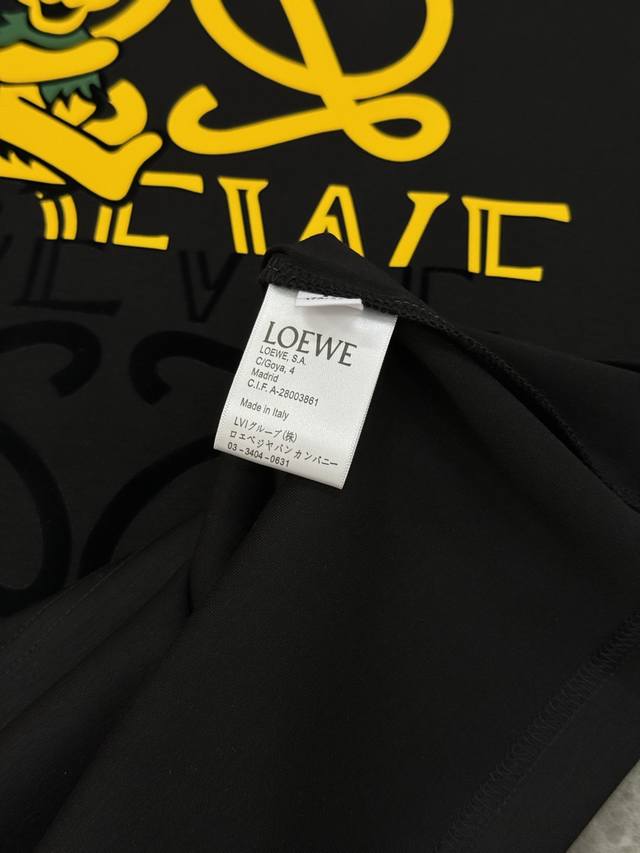 LOEWE
LOEWE, S.A.
C/Goya, 4
Madrid
C.I.F. A-28003861
Made in Italy
LVJグループ(株)
ロエベジャパン カンパニー
03-3404-0631